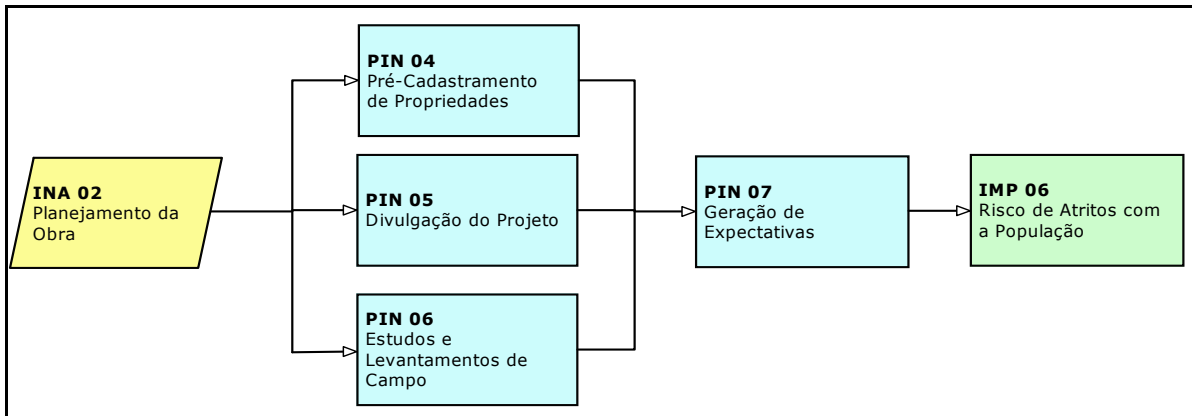 INA 02
Planejamento da
Obra
PIN 04
Pré-Cadastramento
de Propriedades
PIN 05
Divulgação do Projeto
PIN 06
Estudos e
Levantamentos de
Campo
PIN 07
Geração de
Expectativas
IMP 06
Risco de Atritos com
a População